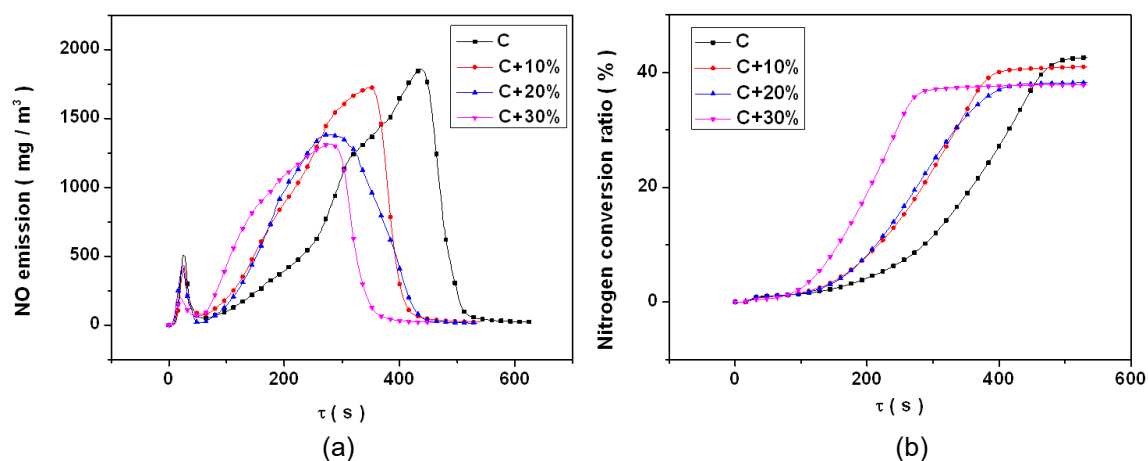 C
C+10%
C+20%
C+30%
NO emission ( mg / m³ )
2000
1500
1000
500
0
0
200
400
600
τ ( s )
(a)
C
C+10%
C+20%
C+30%
Nitrogen conversion ratio ( % )
40
20
0
0
200
400
600
τ ( s )
(b)